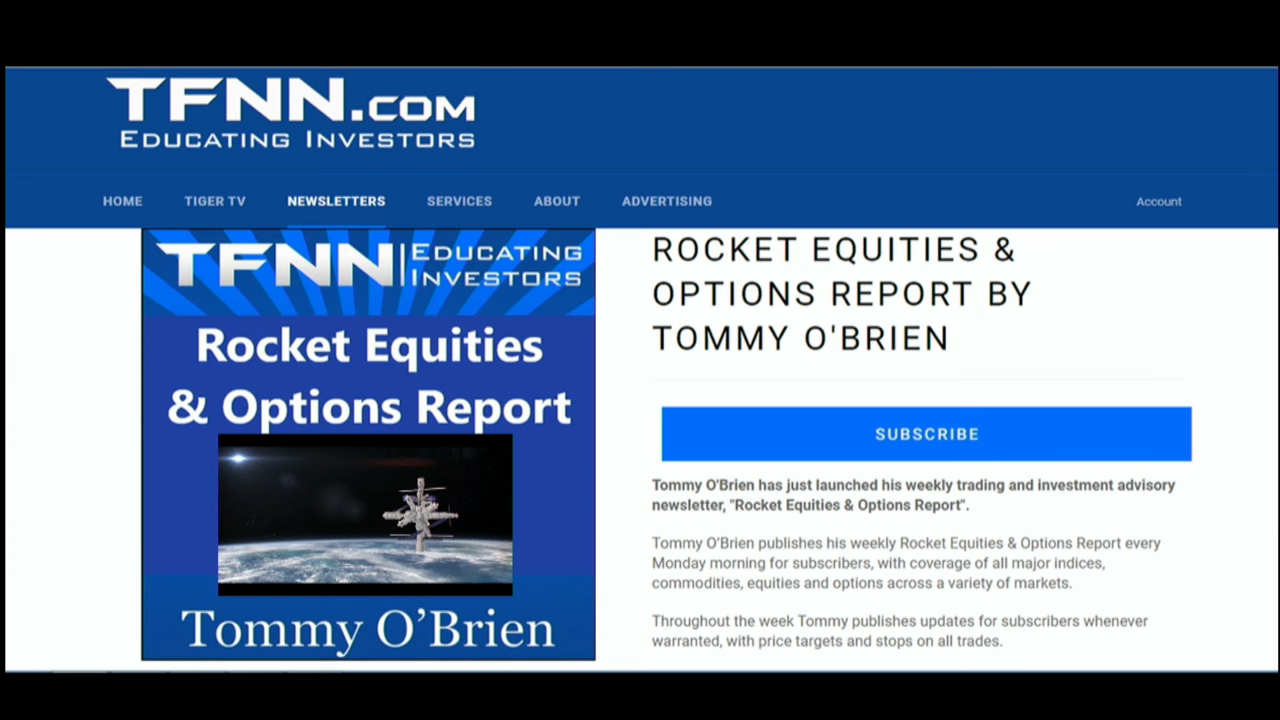 TFNN.COM
EDUCATING INVESTORS
HOME TIGER TV NEWSLETTERS SERVICES ABOUT ADVERTISING Account
TFNN EDUCATING
INVESTORS
Rocket Equities
& Options Report
Tommy O’Brien
ROCKET EQUITIES &
OPTIONS REPORT BY
TOMMY O'BRIEN
SUBSCRIBE
Tommy O'Brien has just launched his weekly trading and investment advisory
newsletter, "Rocket Equities & Options Report".
Tommy O’Brien publishes his weekly Rocket Equities & Options Report every
Monday morning for subscribers, with coverage of all major indices,
commodities, equities and options across a variety of markets.
Throughout the week Tommy publishes updates for subscribers whenever
warranted, with price targets and stops on all trades.